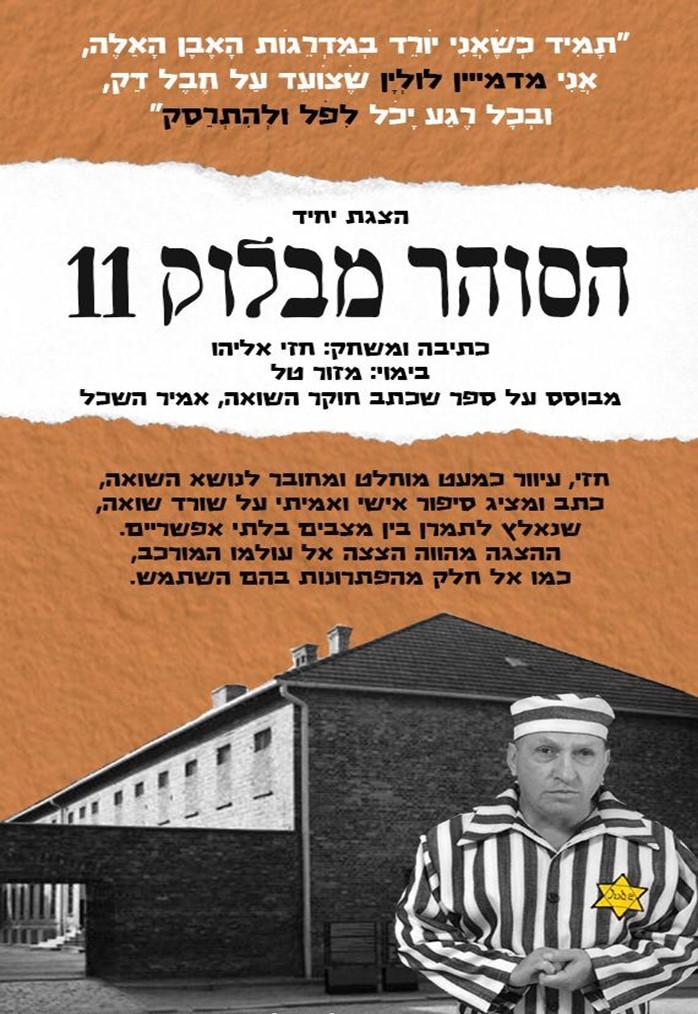 "תָּמִיד כְּשֶׁאֲנִי יוֹרֵד בְּמַדְרֵגוֹת הָאֶבֶן הָאֵלֶּה,
אֲנִי מדמיין לוּלְיָן שֶׁצּוֹעֵד עַל חֶבֶל דַּק,
וּבְכָל רֶגַע יָכֹל לִפֹּל וּלְהִתְרַסֵּק"
הצגת יחיד
הסוהר מבלוק 11
כתיבה ומשחק: חזי אליהו
בימוי: מזור טל
מבוסס על ספר שכתב חוקר השואה, אמיר השכל
חזי, עיוור כמעט מוחלט ומחובר לנושא השואה,
כתב ומציג סיפור אישי ואמיתי על שורד שואה,
שנאלץ לתמרן בין מצבים בלתי אפשריים.
ההצגה מהווה הצצה אל עולמו המורכב,
כמו אל חלק מהפתרונות בהם השתמש.
Jude